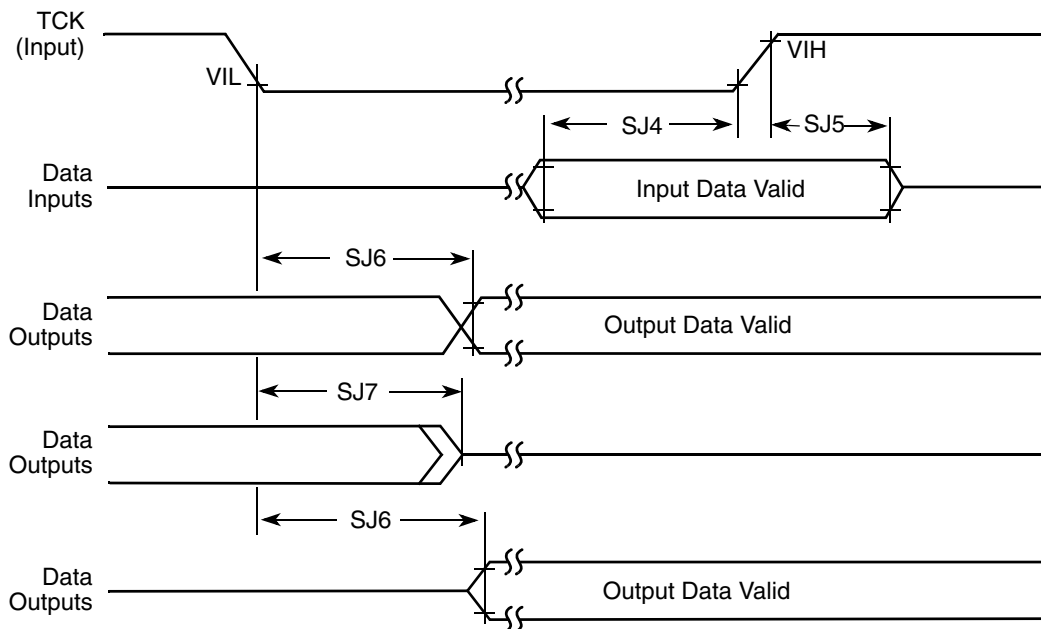 TCK
(Input)
VIL
VIH
SJ4
SJ5
Data
Inputs
Input Data Valid
SJ6
Data
Outputs
Output Data Valid
SJ7
Data
Outputs
SJ6
Data
Outputs
Output Data Valid